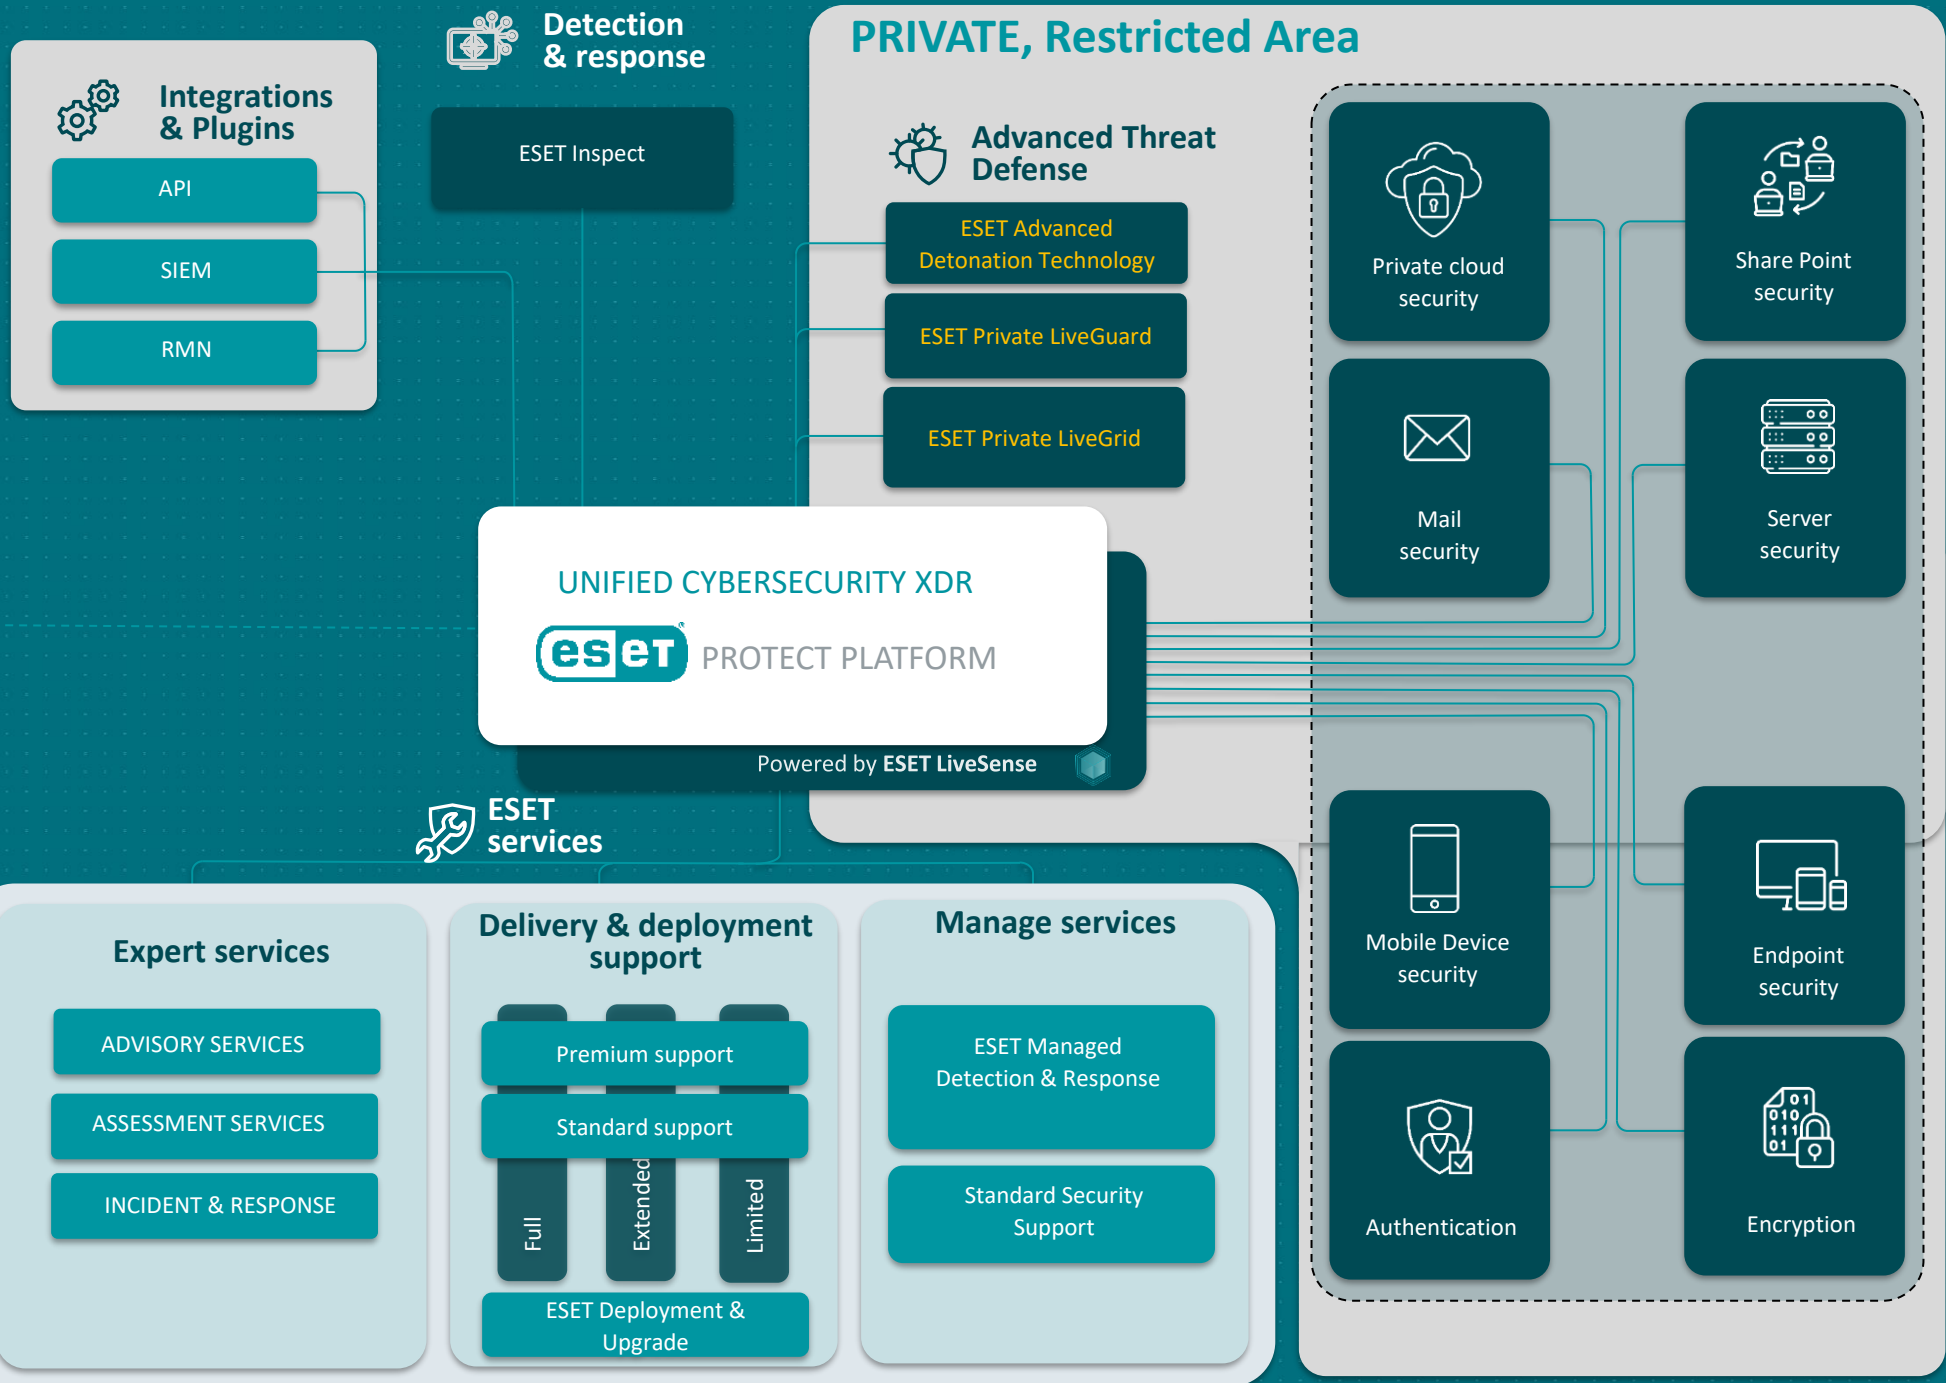 Integrations
& Plugins
API
SIEM
RMN
Detection
& response
ESET Inspect
PRIVATE, Restricted Area
Advanced Threat
Defense
ESET Advanced
Detonation Technology
ESET Private LiveGuard
ESET Private LiveGrid
Private cloud
security
Share Point
security
Mail
security
Server
security
UNIFIED CYBERSECURITY XDR
eseT PROTECT PLATFORM
Powered by ESET LiveSense
Mobile Device
security
Endpoint
security
Authentication
01
010
111
01
Encryption
ESET
services
Expert services
ADVISORY SERVICES
ASSESSMENT SERVICES
INCIDENT & RESPONSE
Delivery & deployment
support
Premium support
Standard support
Full
Extended
Limited
ESET Deployment &
Upgrade
Manage services
ESET Managed
Detection & Response
Standard Security
Support